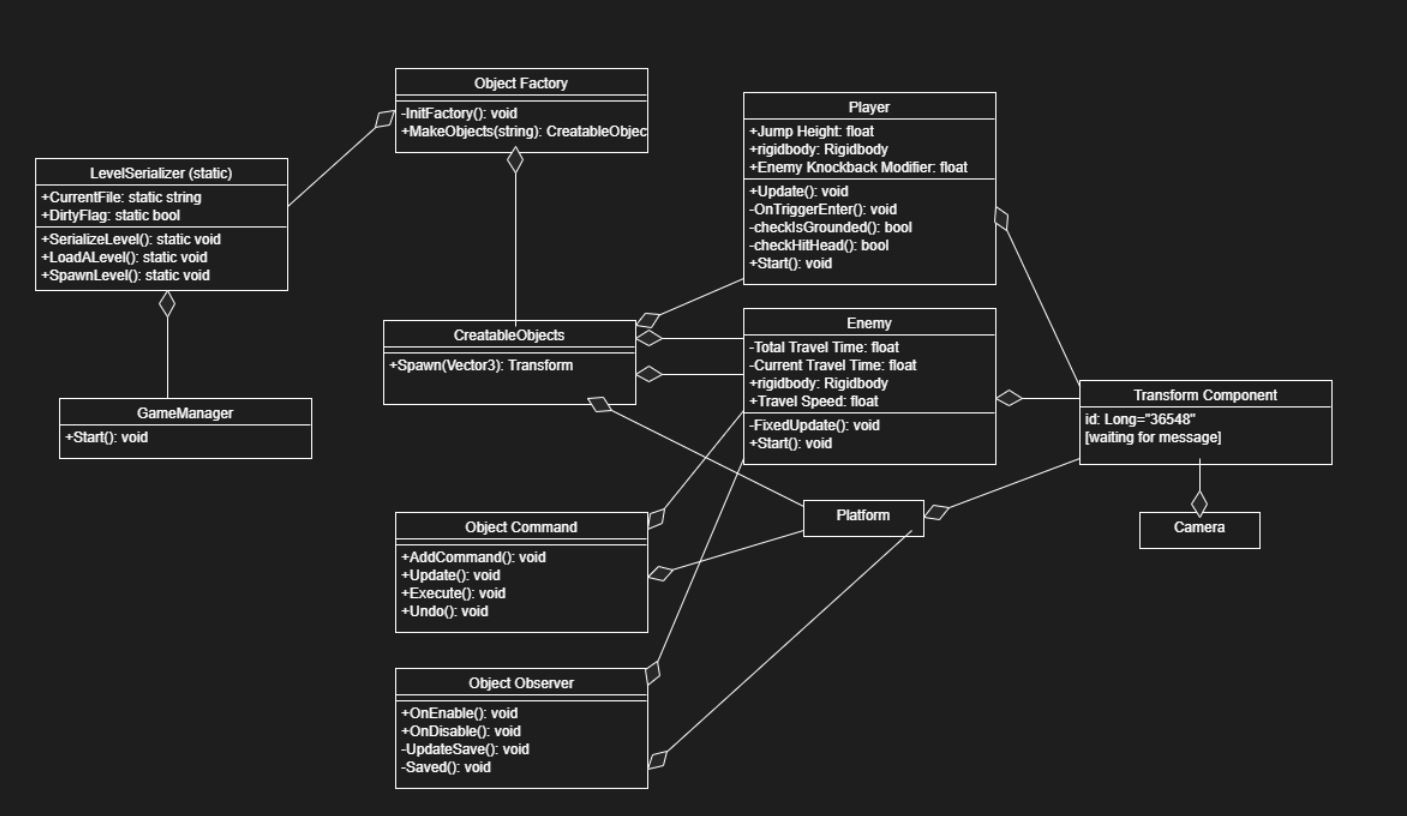 Object Factory
-InitFactory(): void
+MakeObjects(string): CreatableObjec
LevelSerializer (static)
+CurrentFile: static string
+DirtyFlag: static bool
+SerializeLevel(): static void
+LoadALevel(): static void
+SpawnLevel(): static void
GameManager
+Start(): void
CreatableObjects
+Spawn(Vector3): Transform
Player
+Jump Height: float
+rigidbody: Rigidbody
+Enemy Knockback Modifier: float
+Update(): void
-OnTriggerEnter(): void
-checkIsGrounded(): bool
-checkHitHead(): bool
+Start(): void
Enemy
-Total Travel Time: float
-Current Travel Time: float
+rigidbody: Rigidbody
+Travel Speed: float
-FixedUpdate(): void
+Start(): void
Transform Component
id: Long="36548"
[waiting for message]
Platform
Camera
Object Command
+AddCommand(): void
+Update(): void
+Execute(): void
+Undo(): void
Object Observer
+OnEnable(): void
+OnDisable(): void
-UpdateSave(): void
-Saved(): void